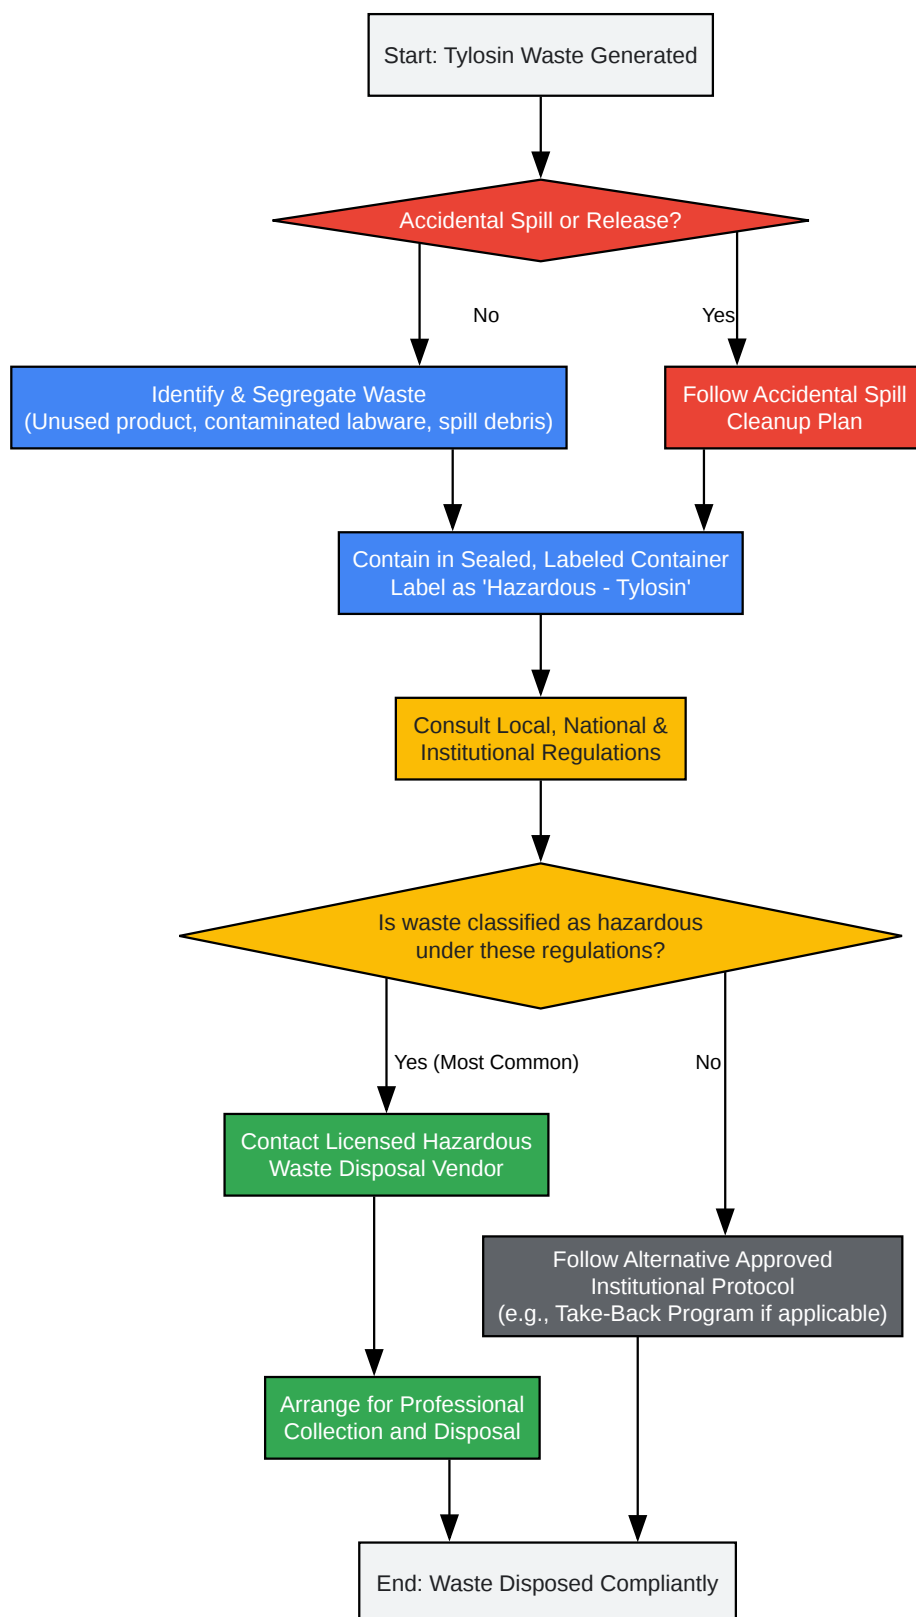 Start: Tylosin Waste Generated
Accidental Spill or Release?
No
Yes
Identify & Segregate Waste
(Unused product, contaminated labware, spill debris)
Follow Accidental Spill
Cleanup Plan
Contain in Sealed, Labeled Container
Label as 'Hazardous - Tylosin'
Consult Local, National &
Institutional Regulations
Is waste classified as hazardous
under these regulations?
Yes (Most Common)
No
Contact Licensed Hazardous
Waste Disposal Vendor
Follow Alternative Approved
Institutional Protocol
(e.g., Take-Back Program if applicable)
Arrange for Professional
Collection and Disposal
End: Waste Disposed Compliantly